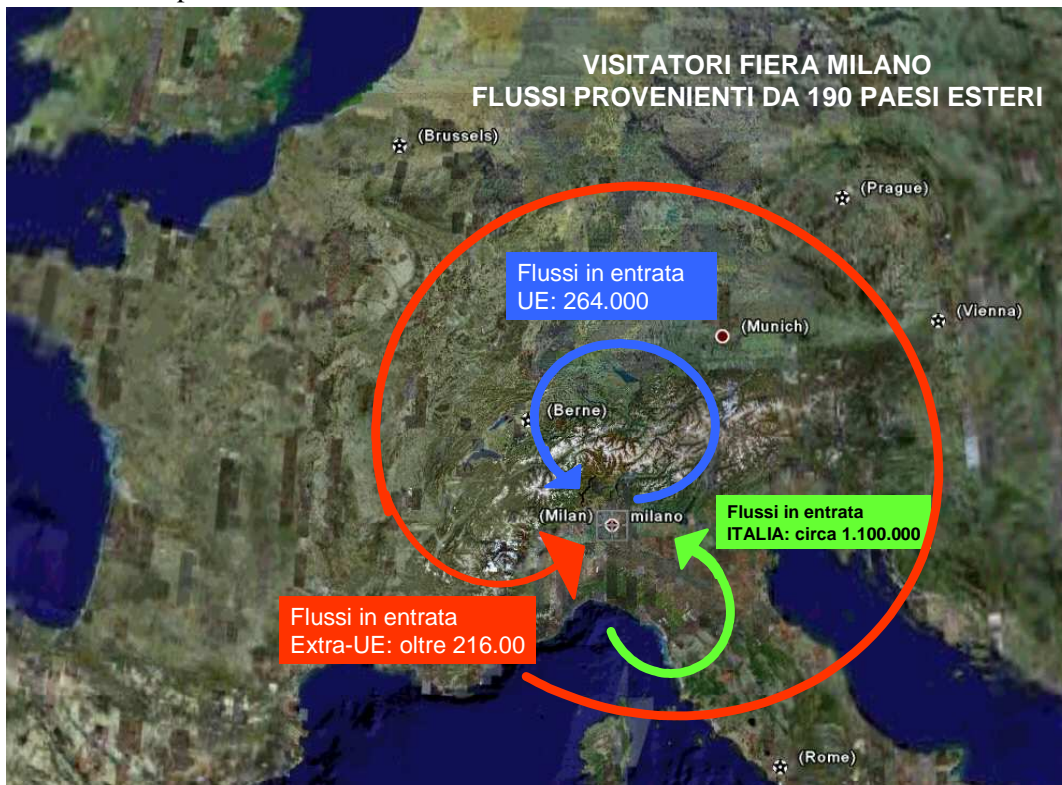 VISITATORI FIERA MILANO
FLUSSI PROVENIENTI DA 190 PAESI ESTERI
(Brussels)
(Prague)
Flussi in entrata
UE: 264.000
(Vienna)
(Munich)
(Berne)
(Milan) milano
Flussi in entrata
ITALIA: circa 1.100.000
Flussi in entrata
Extra-UE: oltre 216.00
(Rome)